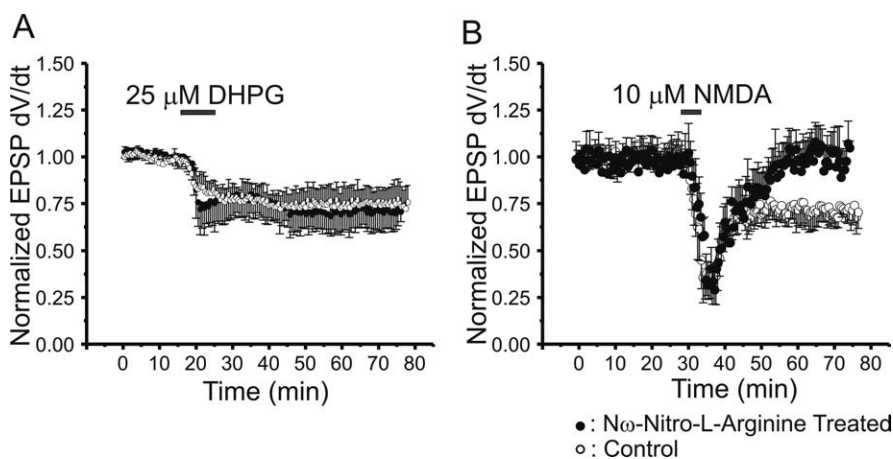 A
Normalized EPSP dV/dt
1.50
1.25
1.00
0.75
0.50
0.25
0.00
25 μM DHPG
0 10 20 30 40 50 60 70 80
Time (min)
B
Normalized EPSP dV/dt
1.50
1.25
1.00
0.75
0.50
0.25
0.00
10 μM NMDA
0 10 20 30 40 50 60 70 80
Time (min)
●: Nω-Nitro-L-Arginine Treated
○: Control